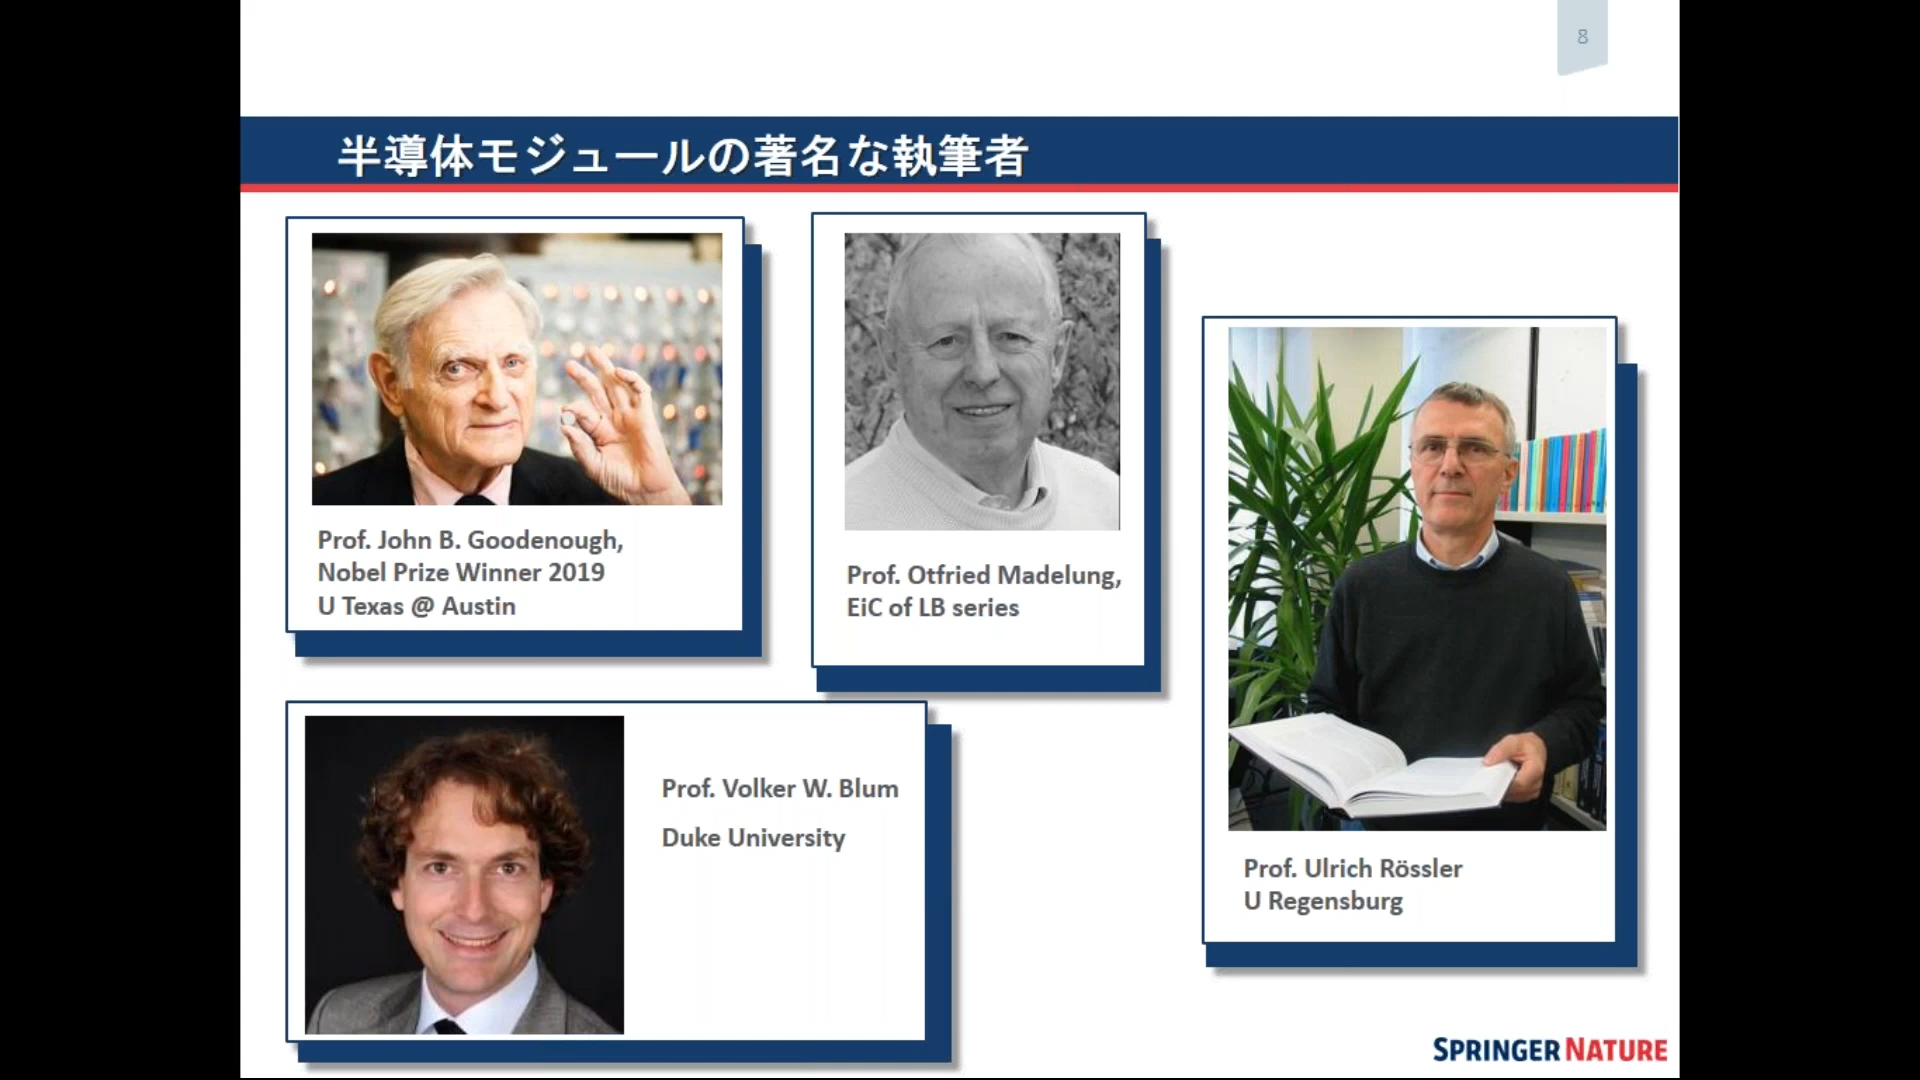 8
半導体モジュールの著名な執筆者
Prof. John B. Goodenough,
Nobel Prize Winner 2019
U Texas @ Austin
Prof. Otfried Madelung,
EiC of LB series
Prof. Volker W. Blum
Duke University
Prof. Ulrich Rössler
U Regensburg
SPRINGER NATURE